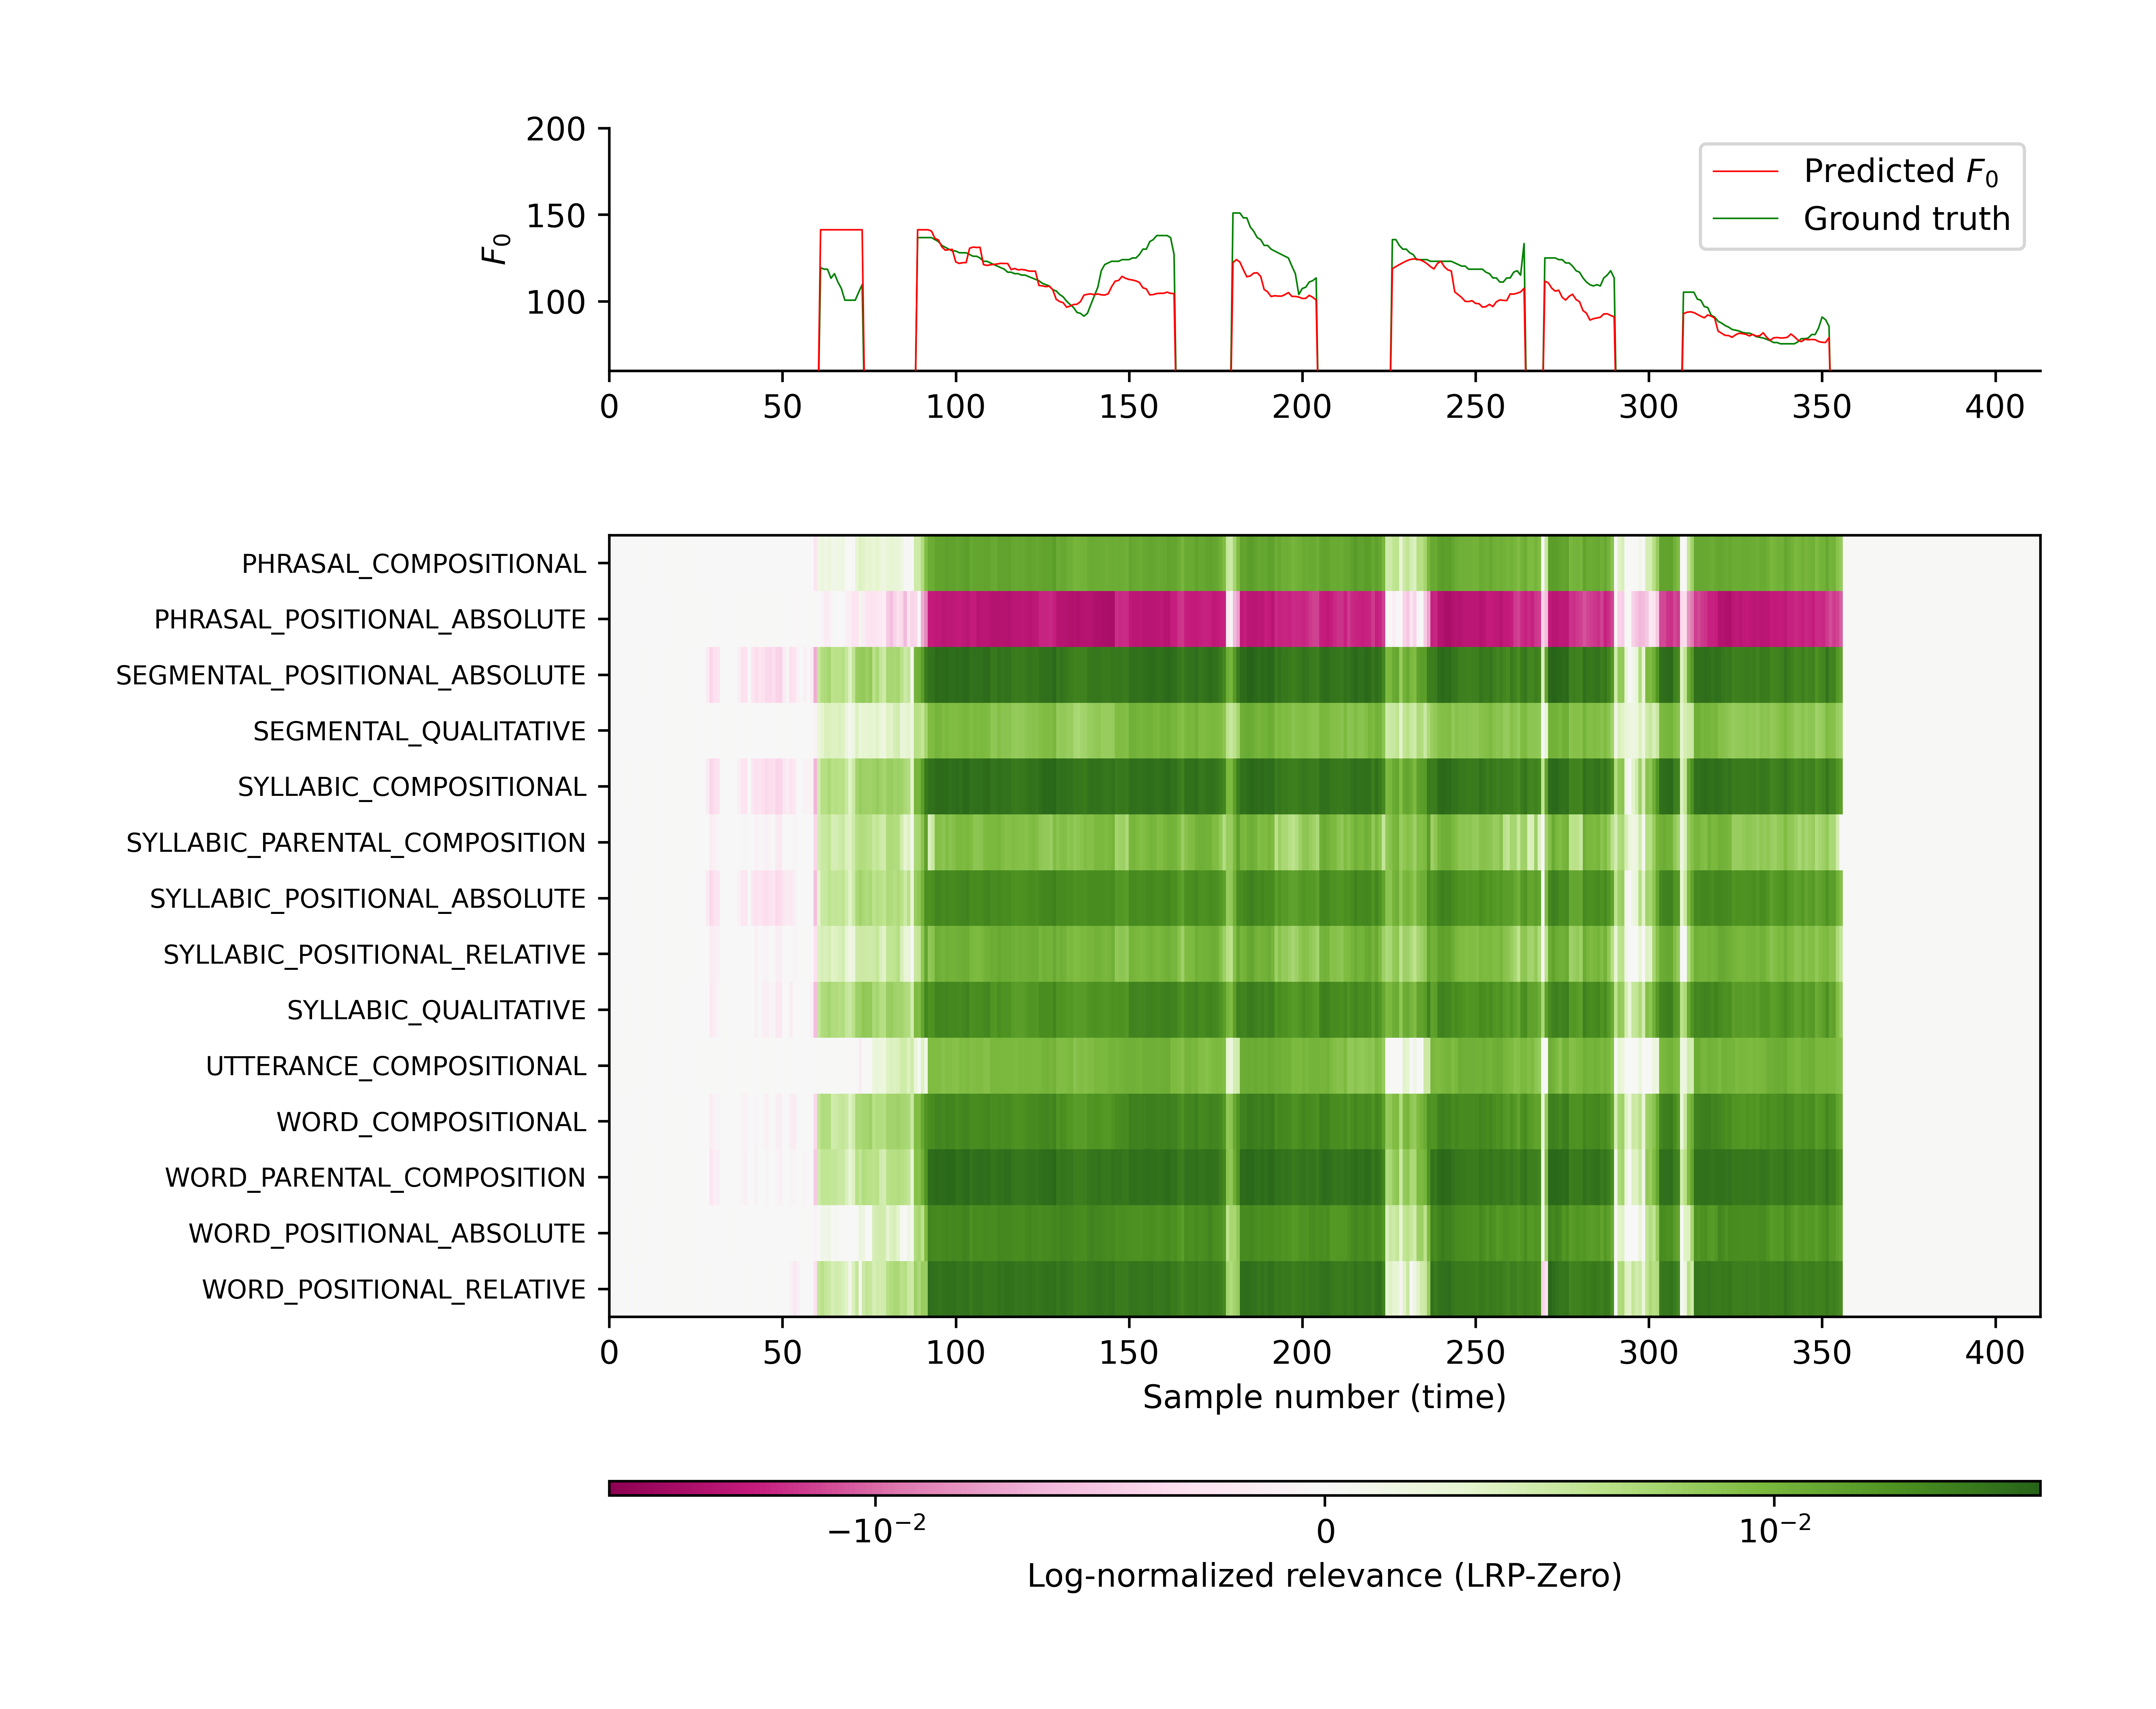 200
150
100
F₀
Predicted F₀
Ground truth
0 50 100 150 200 250 300 350 400
PHRASAL_COMPOSITIONAL
PHRASAL_POSITIONAL_ABSOLUTE
SEGMENTAL_POSITIONAL_ABSOLUTE
SEGMENTAL_QUALITATIVE
SYLLABIC_COMPOSITIONAL
SYLLABIC_PARENTAL_COMPOSITION
SYLLABIC_POSITIONAL_ABSOLUTE
SYLLABIC_POSITIONAL_RELATIVE
SYLLABIC_QUALITATIVE
UTTERANCE_COMPOSITIONAL
WORD_COMPOSITIONAL
WORD_PARENTAL_COMPOSITION
WORD_POSITIONAL_ABSOLUTE
WORD_POSITIONAL_RELATIVE
0 50 100 150 200 250 300 350 400
Sample number (time)
−10⁻² 0 10⁻²
Log-normalized relevance (LRP-Zero)